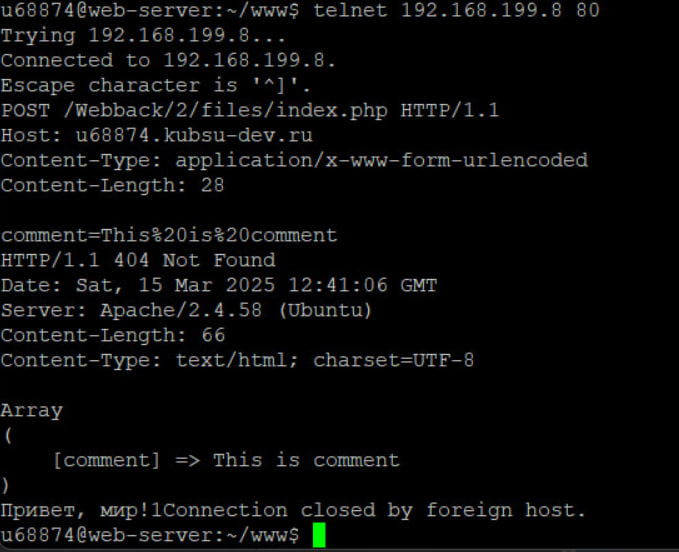 u68874@web-server:~/www$ telnet 192.168.199.8 80
Trying 192.168.199.8...
Connected to 192.168.199.8.
Escape character is '^]'.
POST /Webback/2/files/index.php HTTP/1.1
Host: u68874.kubsu-dev.ru
Content-Type: application/x-www-form-urlencoded
Content-Length: 28

comment=This%20is%20comment
HTTP/1.1 404 Not Found
Date: Sat, 15 Mar 2025 12:41:06 GMT
Server: Apache/2.4.58 (Ubuntu)
Content-Length: 66
Content-Type: text/html; charset=UTF-8

Array
(
    [comment] => This is comment
)
Привет, мир!1Connection closed by foreign host.
u68874@web-server:~/www$